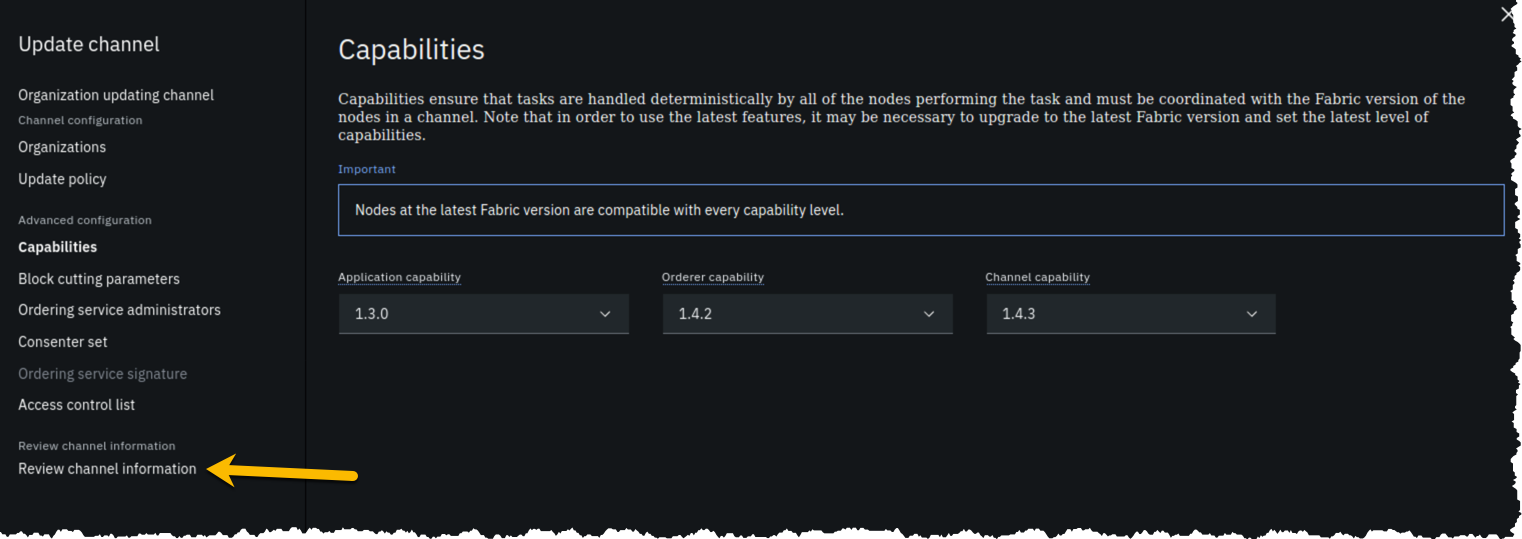 Update channel
Organization updating channel
Channel configuration
Organizations
Update policy
Advanced configuration
Capabilities
Block cutting parameters
Ordering service administrators
Consenter set
Ordering service signature
Access control list
Review channel information
Review channel information
Capabilities
Capabilities ensure that tasks are handled deterministically by all of the nodes performing the task and must be coordinated with the Fabric version of the
nodes in a channel. Note that in order to use the latest features, it may be necessary to upgrade to the latest Fabric version and set the latest level of
capabilities.
Important
Nodes at the latest Fabric version are compatible with every capability level.
Application capability
1.3.0
Orderer capability
1.4.2
Channel capability
1.4.3